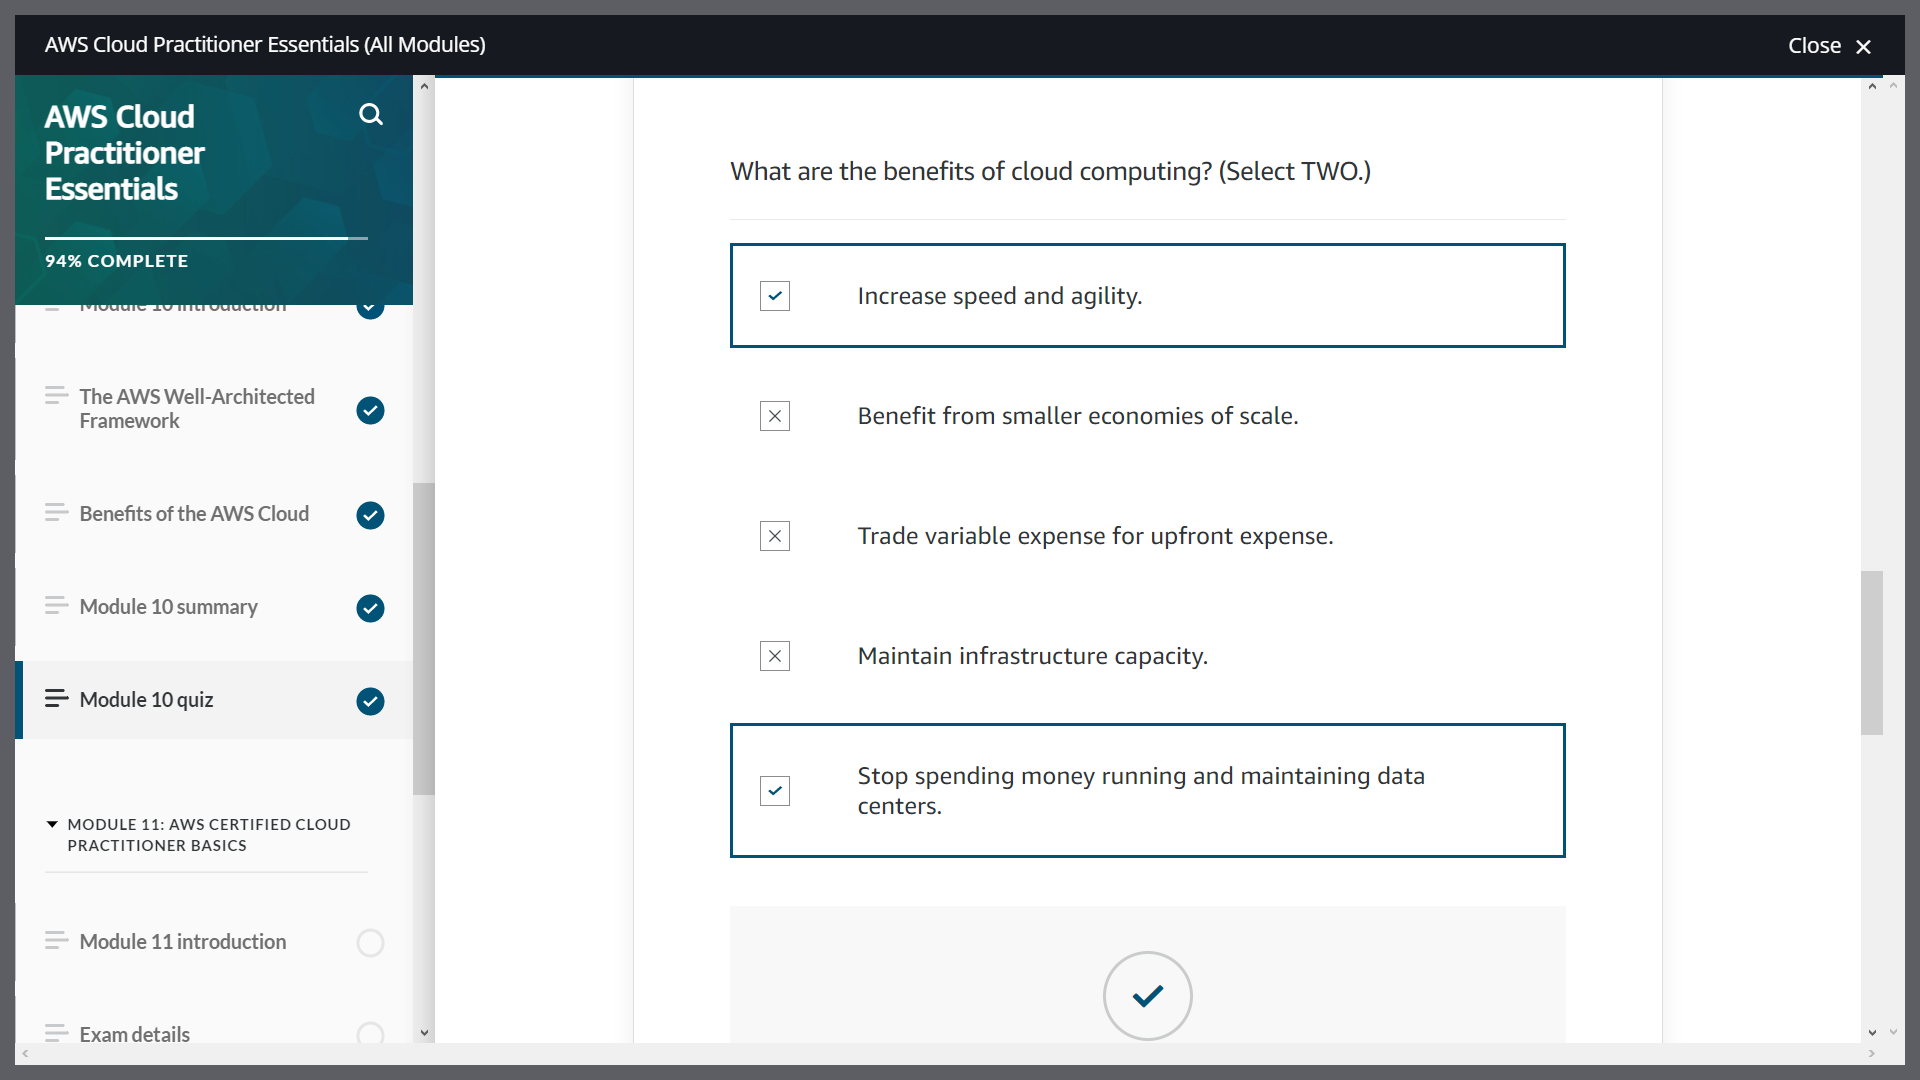 AWS Cloud Practitioner Essentials (All Modules)
Close
AWS Cloud
Practitioner
Essentials
94% COMPLETE
Module 10 introduction
The AWS Well-Architected
Framework
Benefits of the AWS Cloud
Module 10 summary
Module 10 quiz
MODULE 11: AWS CERTIFIED CLOUD
PRACTITIONER BASICS
Module 11 introduction
Exam details
What are the benefits of cloud computing? (Select TWO.)
Increase speed and agility.
Benefit from smaller economies of scale.
Trade variable expense for upfront expense.
Maintain infrastructure capacity.
Stop spending money running and maintaining data
centers.